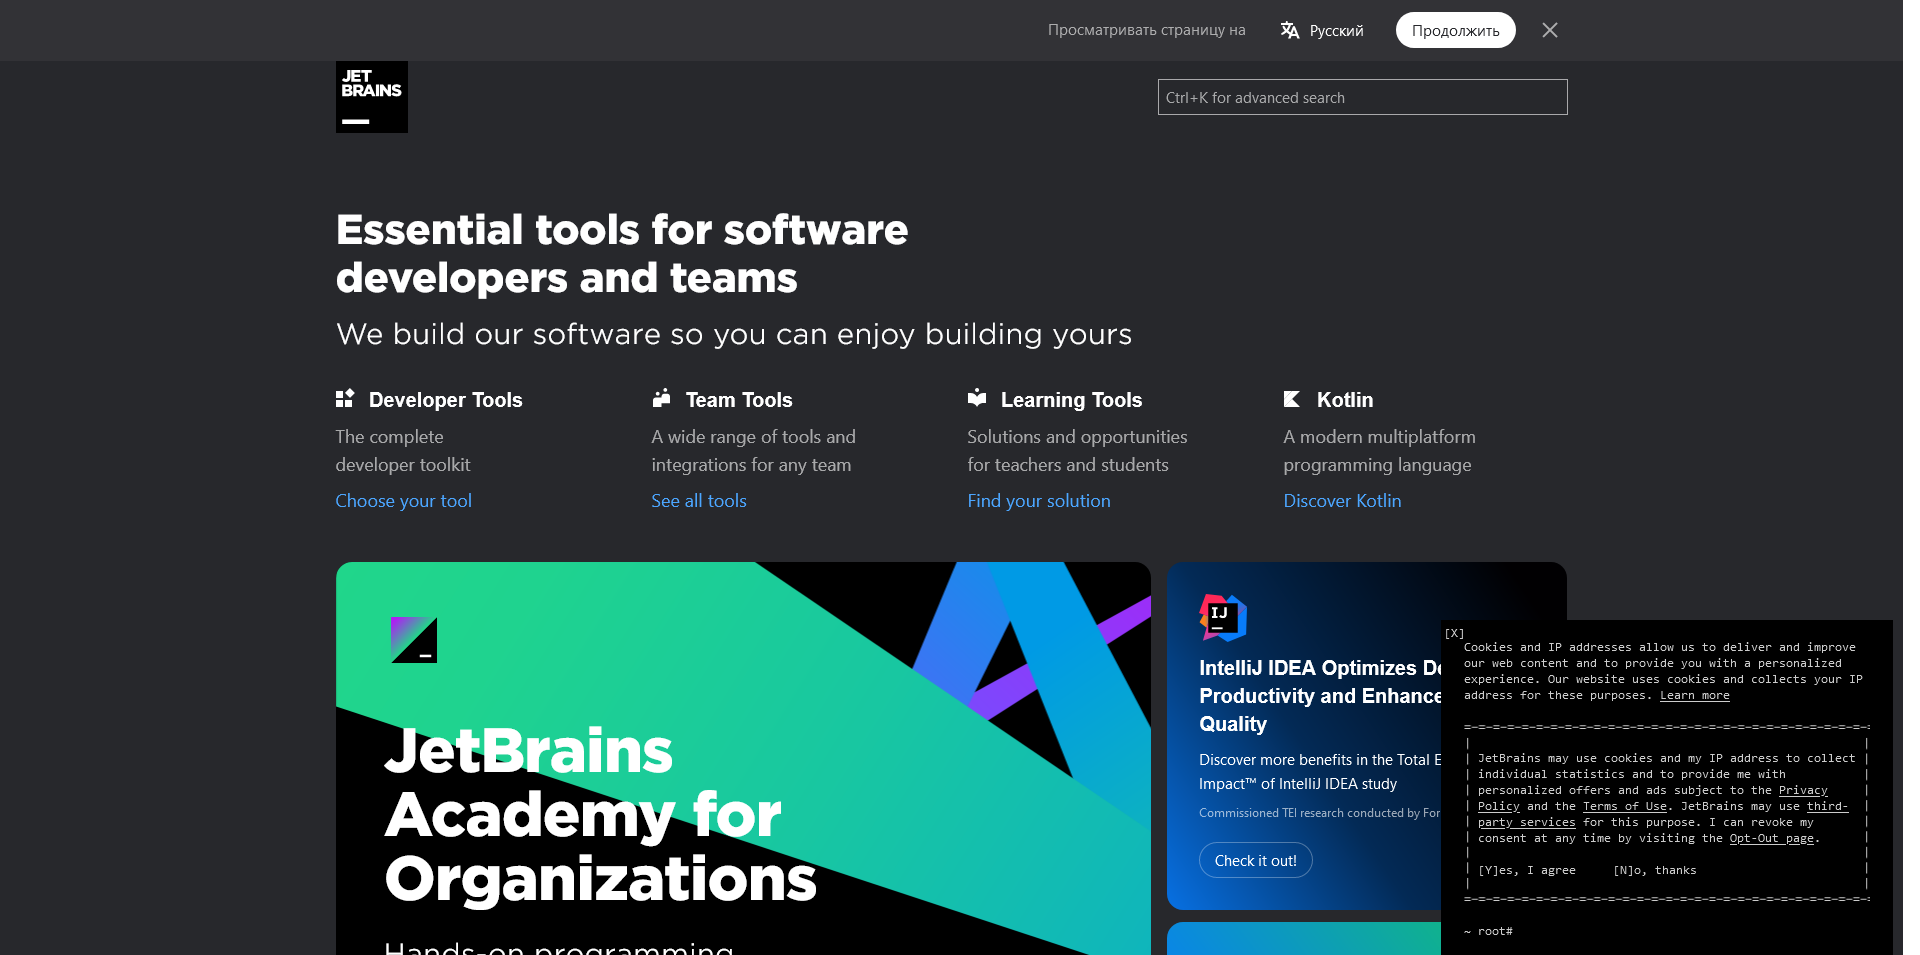 Просматривать страницу на
Русский
Продолжить
JET
BRAINS
Ctrl+K for advanced search
Essential tools for software
developers and teams
We build our software so you can enjoy building yours
Developer Tools
The complete
developer toolkit
Choose your tool
Team Tools
A wide range of tools and
integrations for any team
See all tools
Learning Tools
Solutions and opportunities
for teachers and students
Find your solution
Kotlin
A modern multiplatform
programming language
Discover Kotlin
JetBrains
Academy for
Organizations
Hands-on programming
IJ
IntelliJ IDEA Optimizes
Productivity and Enhance
Quality
Discover more benefits in the Total
Impact™ of IntelliJ IDEA study
Commissioned TEI research conducted by For
Check it out!
[X]
Cookies and IP addresses allow us to deliver and improve
our web content and to provide you with a personalized
experience. Our website uses cookies and collects your IP
address for these purposes. Learn more
JetBrains may use cookies and my IP address to collect
individual statistics and to provide me with
personalized offers and ads subject to the Privacy
Policy and the Terms of Use. JetBrains may use third-
party services for this purpose. I can revoke my
consent at any time by visiting the Opt-Out page.
[Y]es, I agree [N]o, thanks
~ root#